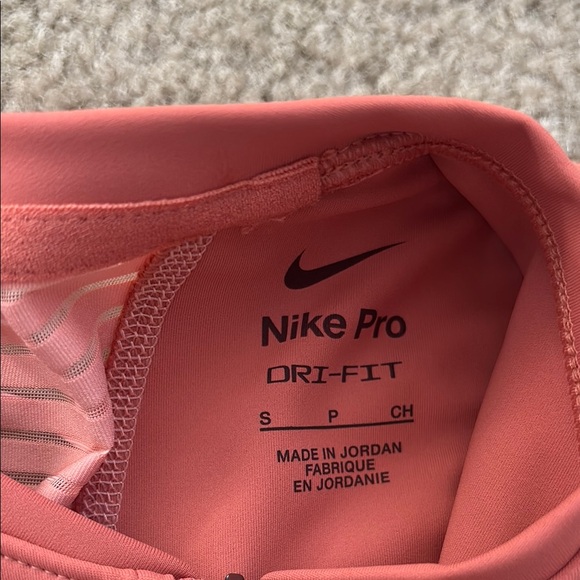 Nike Pro
DRI-FIT
S P CH
MADE IN JORDAN
FABRIQUE
EN JORDANIE